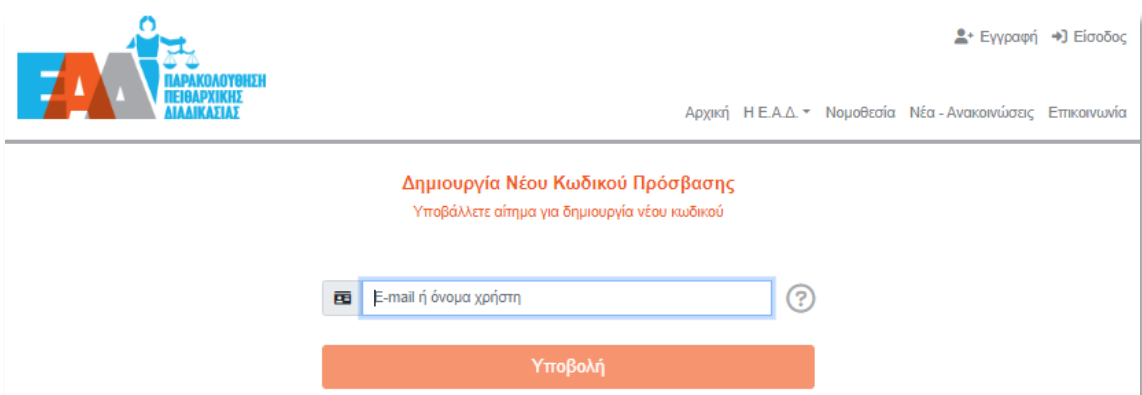 ΕΑΔ
ΠΑΡΑΚΟΛΟΥΘΗΣΗ
ΠΕΙΘΑΡΧΙΚΗΣ
ΔΙΑΔΙΚΑΣΙΑΣ
Εγγραφή Είσοδος
Αρχική Η Ε.Α.Δ. Νομοθεσία Νέα - Ανακοινώσεις Επικοινωνία
Δημιουργία Νέου Κωδικού Πρόσβασης
Υποβάλλετε αίτημα για δημιουργία νέου κωδικού
E-mail ή όνομα χρήστη
?
Υποβολή